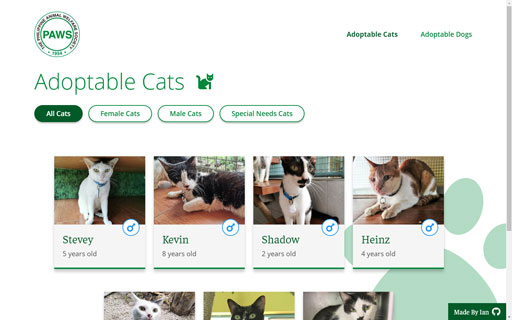 THE PHILIPPINE ANIMAL WELFARE SOCIETY
PAWS
1954
Adoptable Cats
Adoptable Dogs
Adoptable Cats
All Cats
Female Cats
Male Cats
Special Needs Cats
Stevey
5 years old
Kevin
8 years old
Shadow
2 years old
Heinz
4 years old
Made By Ian